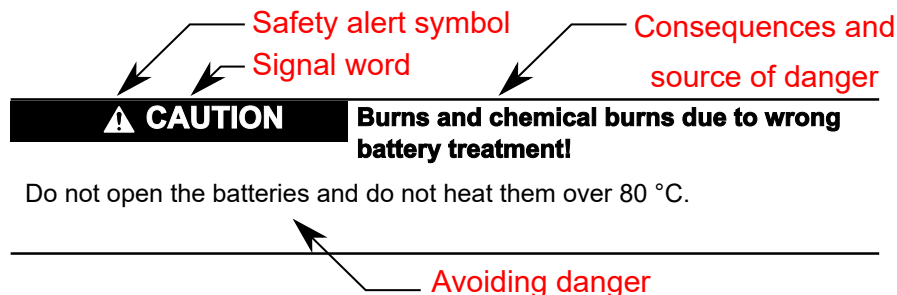 Safety alert symbol
Consequences and
Signal word
source of danger
CAUTION
Burns and chemical burns due to wrong
battery treatment!
Do not open the batteries and do not heat them over 80 °C.
Avoiding danger